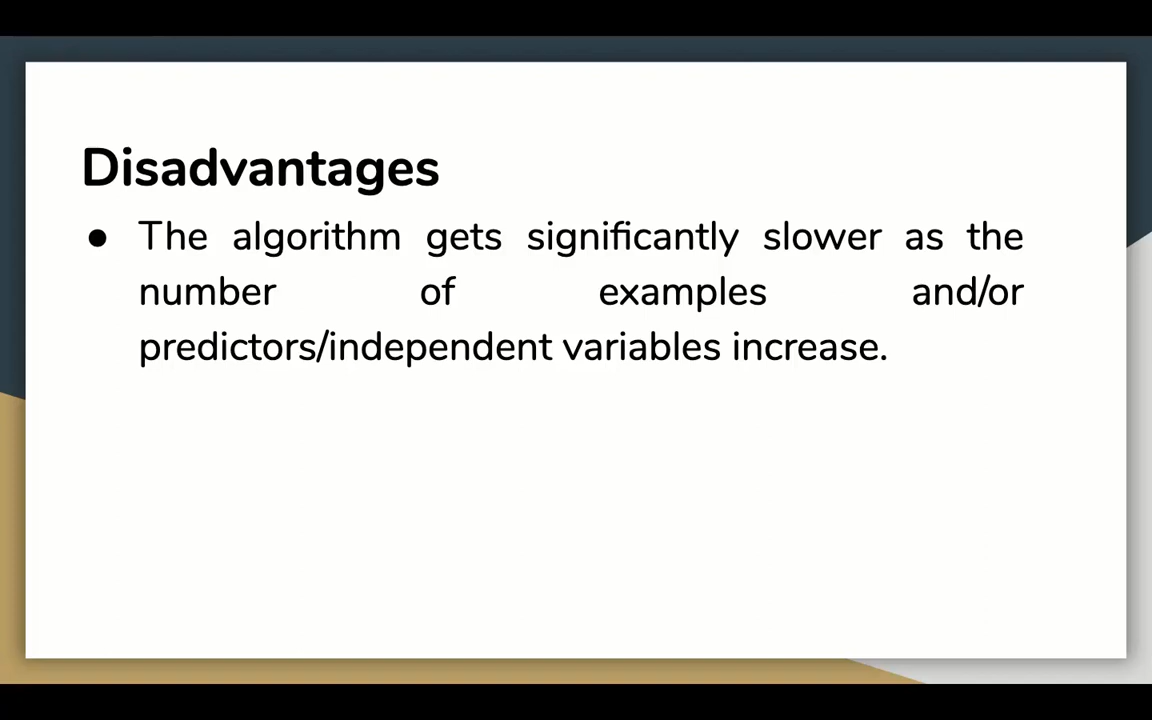 Disadvantages
● The algorithm gets significantly slower as the
number of examples and/or
predictors/independent variables increase.